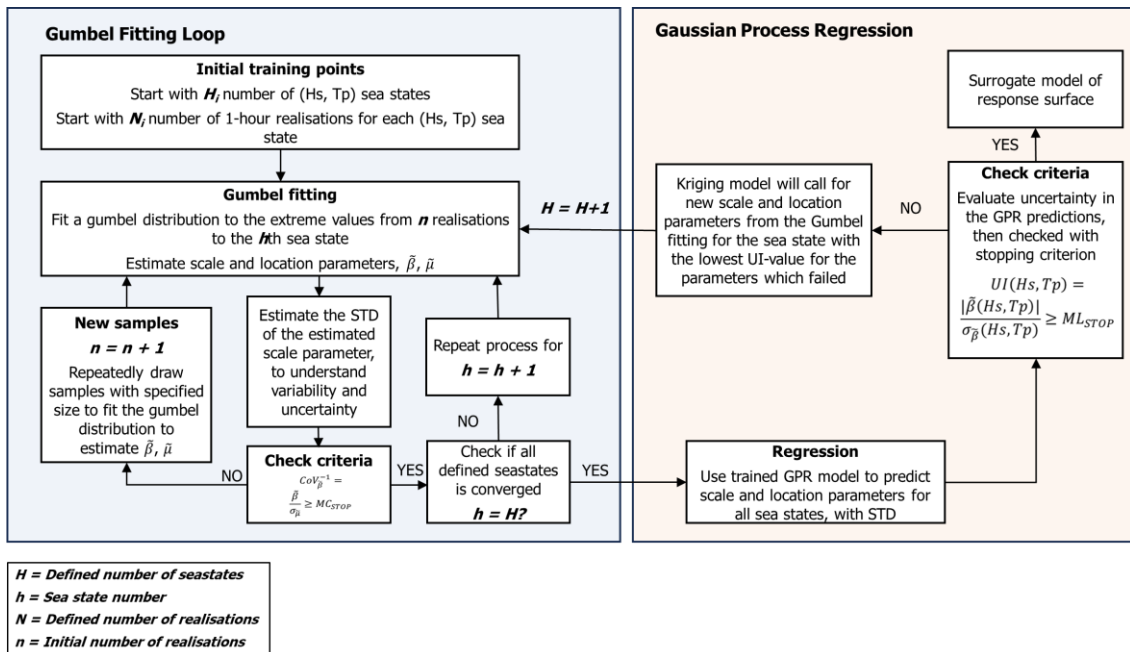 Gumbel Fitting Loop
Initial training points
Start with H_i number of (Hs, Tp) sea states
Start with N_i number of 1-hour realisations for each (Hs, Tp) sea
state
Gumbel fitting
Fit a gumbel distribution to the extreme values from n realisations
to the hth sea state
Estimate scale and location parameters, β̃, μ̃
New samples
n = n + 1
Repeatedly draw
samples with specified
size to fit the gumbel
distribution to
estimate β̃, μ̃
Estimate the STD
of the estimated
scale parameter,
to understand
variability and
uncertainty
NO
Check criteria
CoV_β̃^-1 =
β̃
/σ_μ̃ ≥ MC_STOP
YES
Repeat process for
h = h + 1
NO
Check if all
defined seastates
is converged
h = H?
YES
H = H+1
Gaussian Process Regression
Surrogate model of
response surface
YES
Check criteria
Evaluate uncertainty in
the GPR predictions,
then checked with
stopping criterion
UI(Hs, Tp) =
|β̃(Hs, Tp)|
/σ_β̃(Hs, Tp) ≥ ML_STOP
NO
Kriging model will call for
new scale and location
parameters from the Gumbel
fitting for the sea state with
the lowest UI-value for the
parameters which failed
Regression
Use trained GPR model to predict
scale and location parameters for
all sea states, with STD
H = Defined number of seastates
h = Sea state number
N = Defined number of realisations
n = Initial number of realisations